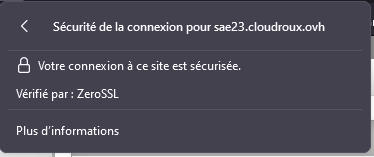 Sécurité de la connexion pour sae23.cloudroux.ovh
Votre connexion à ce site est sécurisée.
Vérifié par : ZeroSSL
Plus d'informations